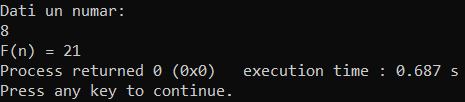 Dati un numar:
8
F(n) = 21
Process returned 0 (0x0)   execution time : 0.687 s
Press any key to continue.